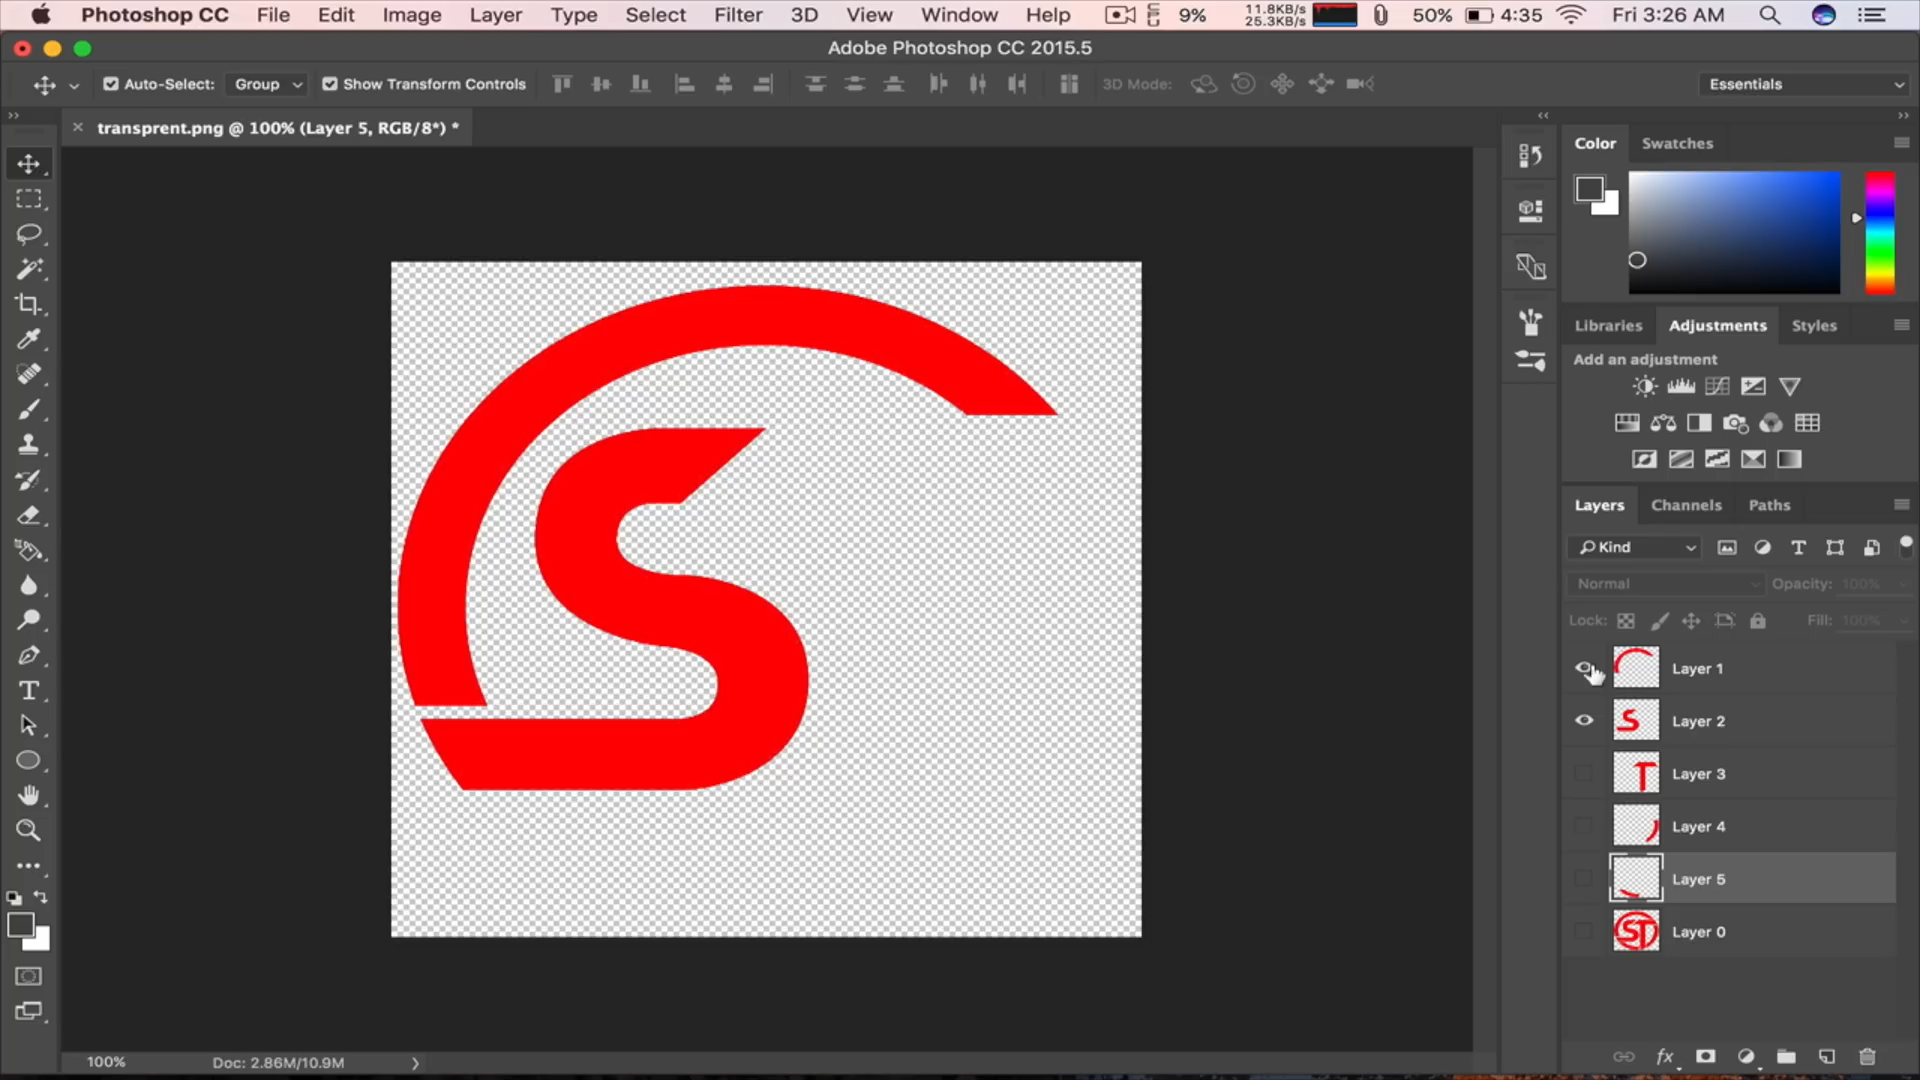 Photoshop CC File Edit Image Layer Type Select Filter 3D View Window Help 9% 11.8KB/s 25.3KB/s 50% 4:35 Fri 3:26 AM
Adobe Photoshop CC 2015.5
Auto-Select: Group Show Transform Controls 3D Mode: Essentials
transprent.png @ 100% (Layer 5, RGB/8*) *
Color Swatches
Libraries Adjustments Styles
Add an adjustment
Layers Channels Paths
Kind
Normal Opacity: 100%
Lock: Fill: 100%
Layer 1
Layer 2
Layer 3
Layer 4
Layer 5
Layer 0
S
100% Doc: 2.86M/10.9M
fx